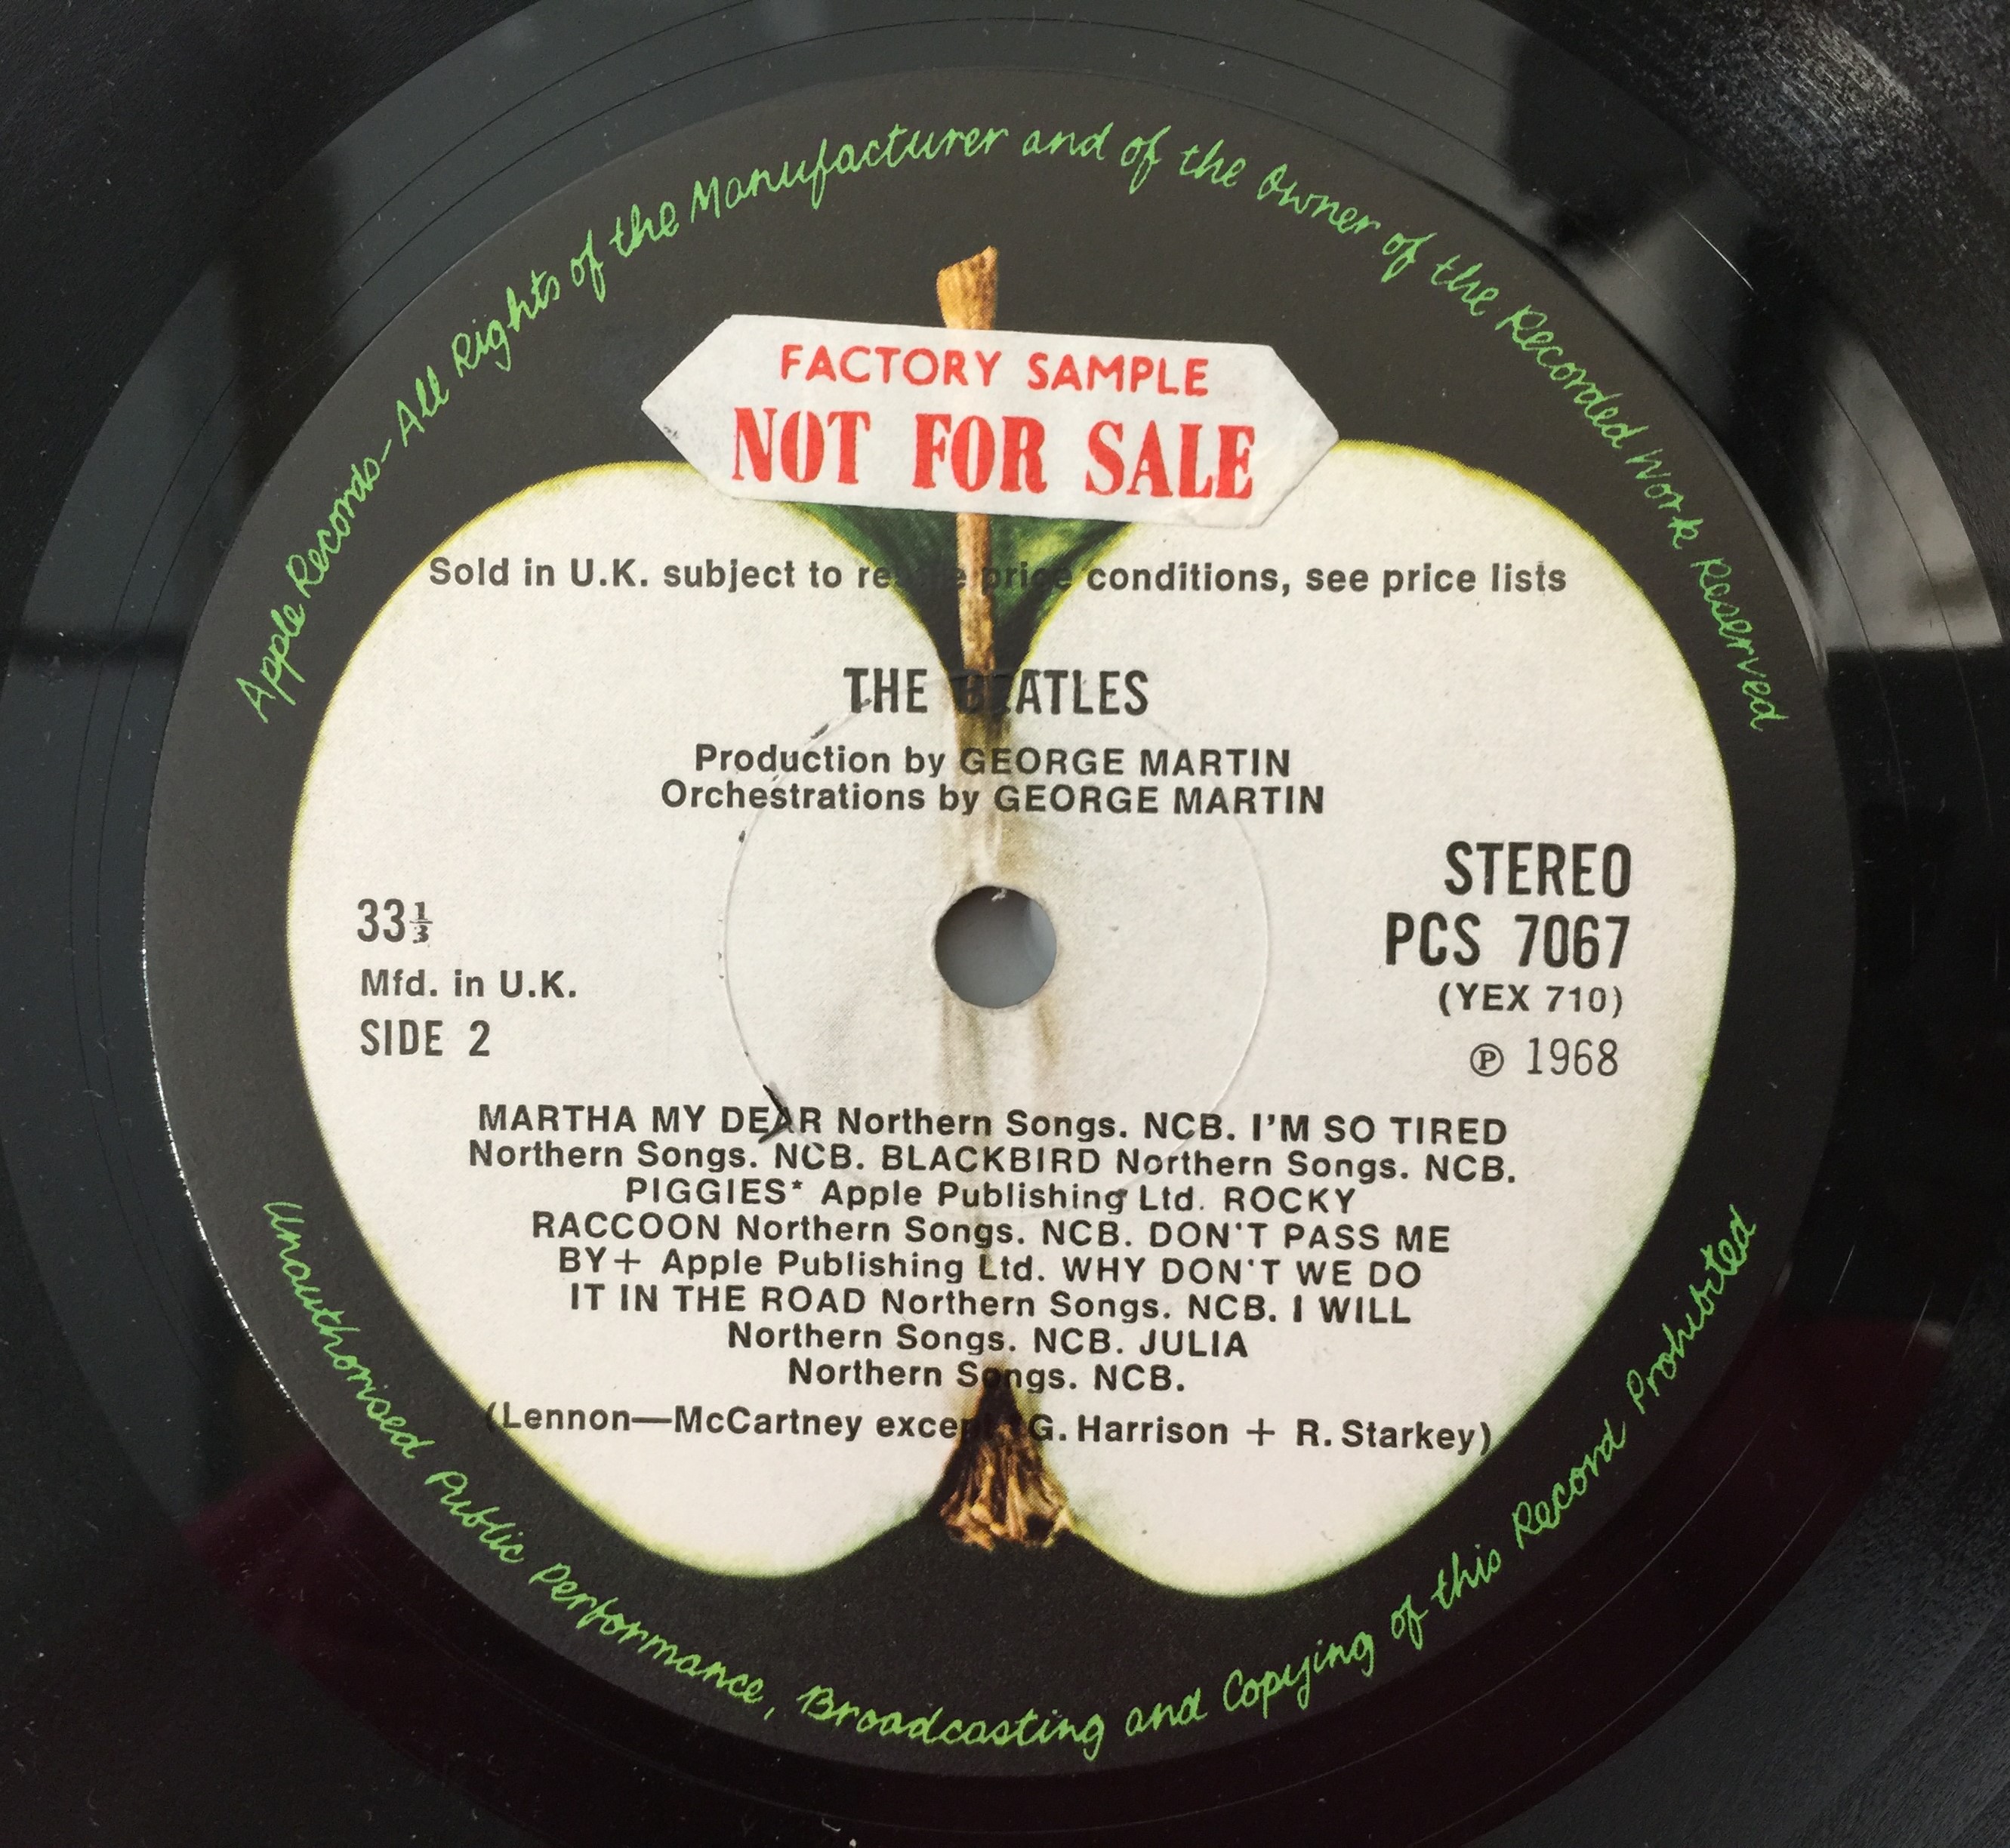 Apple Records-All Rights of the Manufacturer and of the Owner of the Recorded Work Reserved
FACTORY SAMPLE
NOT FOR SALE
Sold in U.K. subject to resale price conditions, see price lists
THE BEATLES
Production by GEORGE MARTIN
Orchestrations by GEORGE MARTIN
33⅓
Mfd. in U.K.
SIDE 2
STEREO
PCS 7067
(YEX 710)
℗ 1968
MARTHA MY DEAR Northern Songs. NCB. I'M SO TIRED
Northern Songs. NCB. BLACKBIRD Northern Songs. NCB.
PIGGIES* Apple Publishing Ltd. ROCKY
RACCOON Northern Songs. NCB. DON'T PASS ME
BY+ Apple Publishing Ltd. WHY DON'T WE DO
IT IN THE ROAD Northern Songs. NCB. I WILL
Northern Songs. NCB. JULIA
Northern Songs. NCB.
(Lennon—McCartney except *G. Harrison + R. Starkey)
Unauthorised Public Performance, Broadcasting and Copying of this Record Prohibited